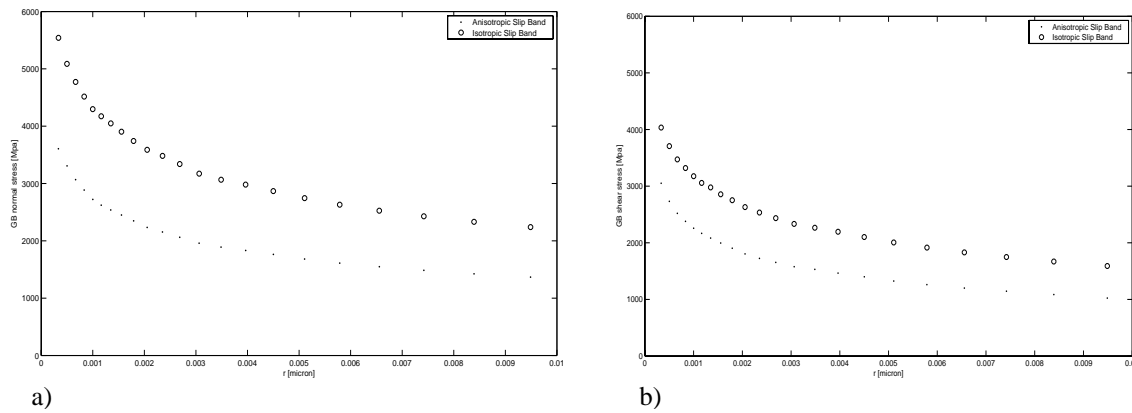 6000
5000
4000
3000
2000
1000
0
GB normal stress [Mpa]
Anisotropic Slip Band
Isotropic Slip Band
0 0.001 0.002 0.003 0.004 0.005 0.006 0.007 0.008 0.009 0.01
r [micron]
a)
6000
5000
4000
3000
2000
1000
0
GB shear stress [Mpa]
Anisotropic Slip Band
Isotropic Slip Band
0 0.001 0.002 0.003 0.004 0.005 0.006 0.007 0.008 0.009 0.0
r [micron]
b)